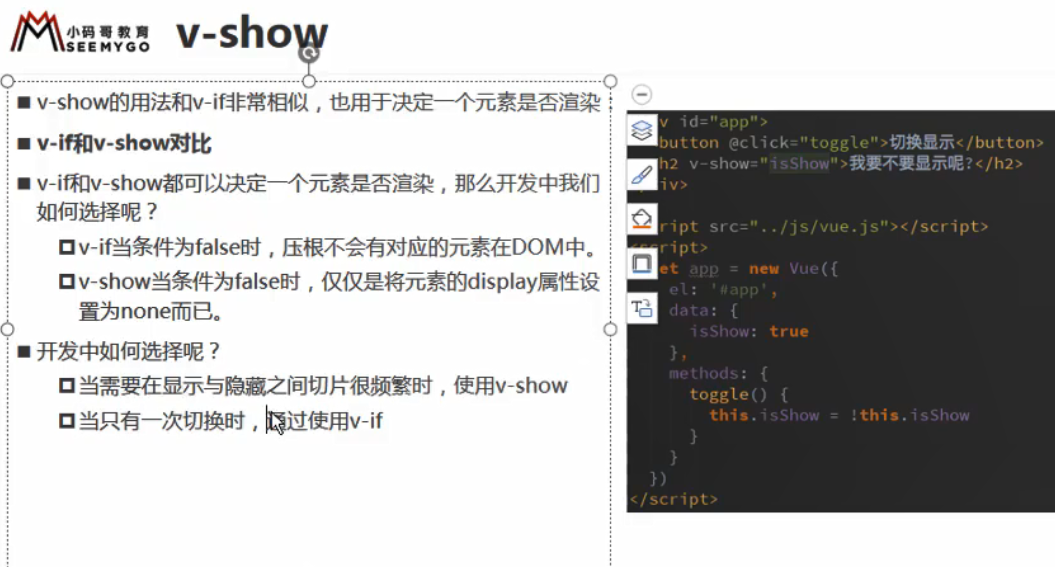 小码哥教育
SEEMYGO
v-show
v-show的用法和v-if非常相似，也用于决定一个元素是否渲染：
v-if和v-show对比
v-if和v-show都可以决定一个元素是否渲染，那么开发中我们
如何选择呢？
v-if当条件为false时，压根不会有对应的元素在DOM中。
v-show当条件为false时，仅仅是将元素的display属性设
置为none而已。
开发中如何选择呢？
当需要在显示与隐藏之间切片很频繁时，使用v-show
当只有一次切换时，通过使用v-if
v id="app">
button @click="toggle">切换显示</button>
h2 v-show="isShow">我要不要显示呢?</h2>
iv>
ript src="../js/vue.js"></script>
<script>
et app = new Vue({
el: '#app',
data: {
isShow: true
},
methods: {
toggle() {
this.isShow = !this.isShow
}
}
})
</script>